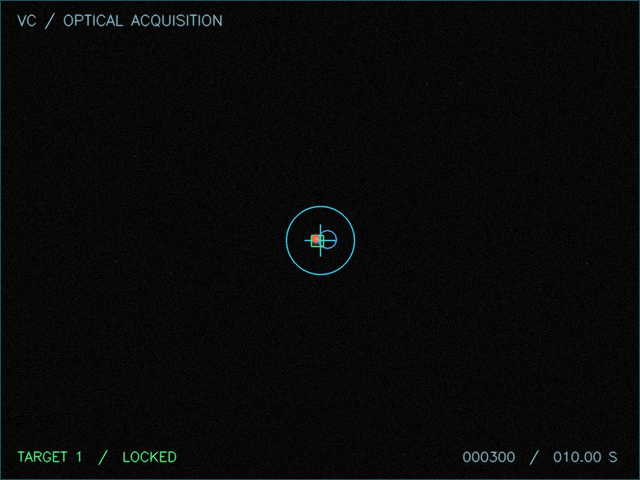 VC / OPTICAL ACQUISITION
TARGET 1 / LOCKED
000300 / 010.00 S